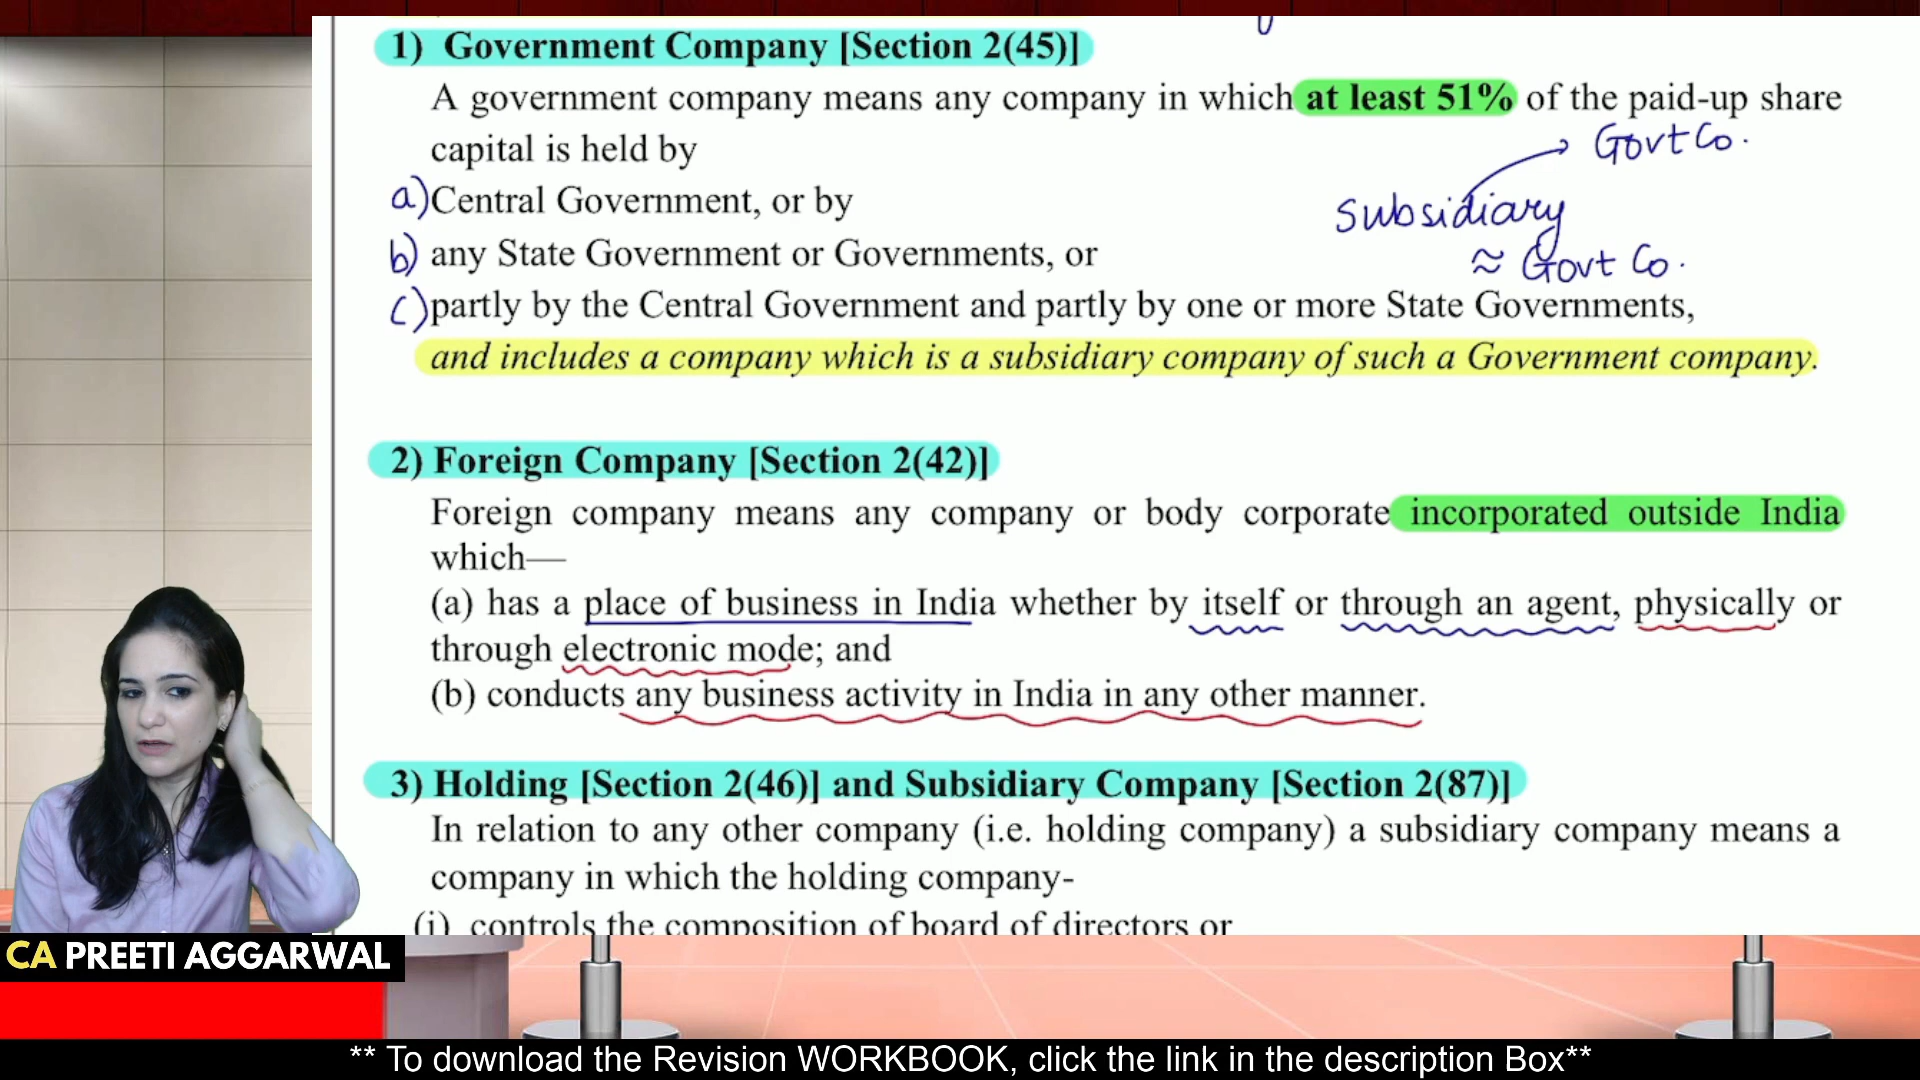 1) Government Company [Section 2(45)]
A government company means any company in which at least 51% of the paid-up share
capital is held by
Govt Co.
a) Central Government, or by
Subsidiary
b) any State Government or Governments, or
≈ Govt Co.
c) partly by the Central Government and partly by one or more State Governments,
and includes a company which is a subsidiary company of such a Government company.
2) Foreign Company [Section 2(42)]
Foreign company means any company or body corporate incorporated outside India
which—
(a) has a place of business in India whether by itself or through an agent, physically or
through electronic mode; and
(b) conducts any business activity in India in any other manner.
3) Holding [Section 2(46)] and Subsidiary Company [Section 2(87)]
In relation to any other company (i.e. holding company) a subsidiary company means a
company in which the holding company-
(i) controls the composition of board of directors or
CA PREETI AGGARWAL
** To download the Revision WORKBOOK, click the link in the description Box**